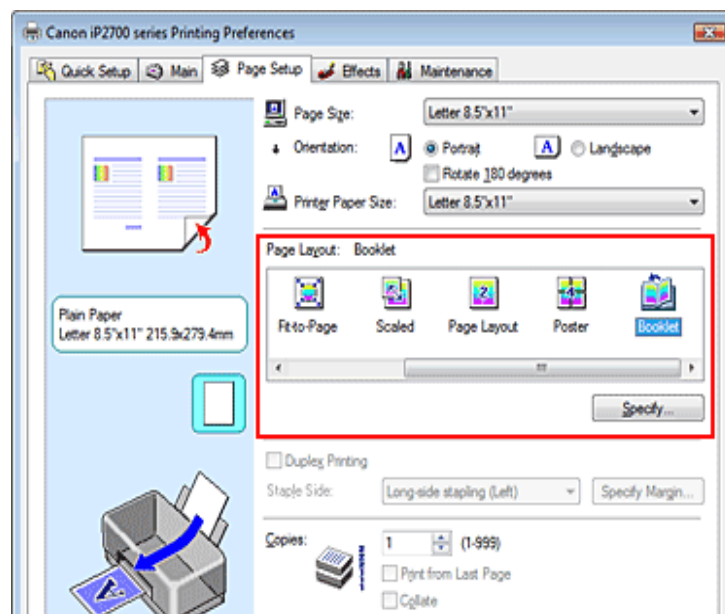 Canon iP2700 series Printing Preferences
Quick Setup Main Page Setup Effects Maintenance
Page Size: Letter 8.5"x11"
Orientation: A Portrait A Landscape
Rotate 180 degrees
Printer Paper Size: Letter 8.5"x11"
Page Layout: Booklet
Fit-to-Page Scaled Page Layout Poster Booklet
Plain Paper
Letter 8.5"x11" 215.9x279.4mm
Specify...
Duplex Printing
Staple Side: Long-side stapling (Left) Specify Margin...
Copies: 1 (1-999)
Print from Last Page
Collate